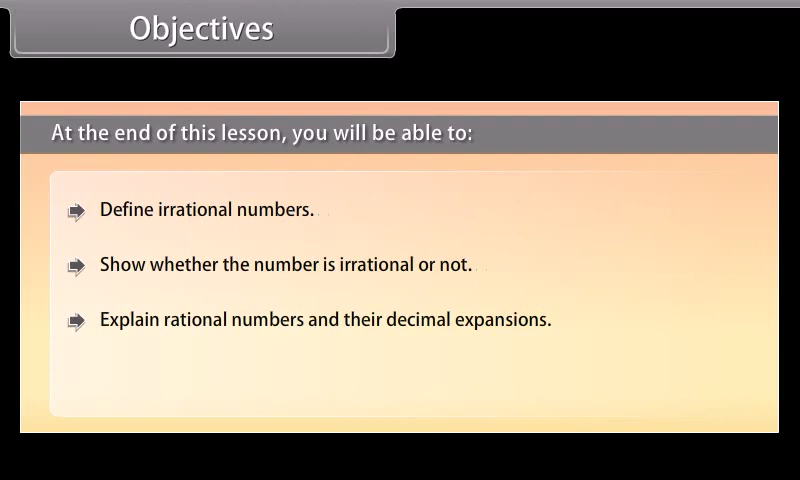 Objectives
At the end of this lesson, you will be able to:
Define irrational numbers.
Show whether the number is irrational or not.
Explain rational numbers and their decimal expansions.